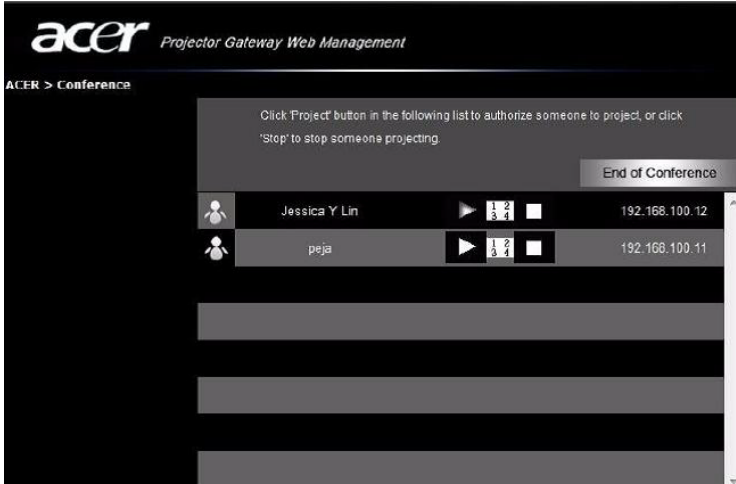 acer Projector Gateway Web Management
ACER > Conference
Click 'Project' button in the following list to authorize someone to project, or click
'Stop' to stop someone projecting.
End of Conference
Jessica Y Lin 1 2 3 4 192.168.100.12
peja 1 2 3 4 192.168.100.11